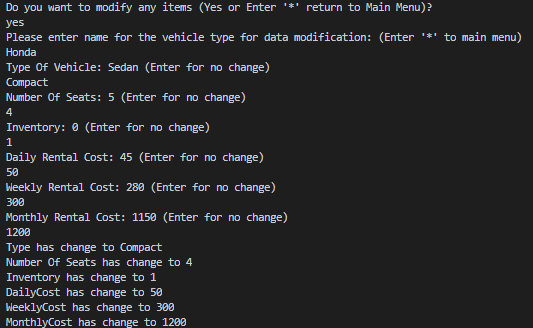 Do you want to modify any items (Yes or Enter '*' return to Main Menu)?
yes
Please enter name for the vehicle type for data modification: (Enter '*' to main menu)
Honda
Type Of Vehicle: Sedan (Enter for no change)
Compact
Number Of Seats: 5 (Enter for no change)
4
Inventory: 0 (Enter for no change)
1
Daily Rental Cost: 45 (Enter for no change)
50
Weekly Rental Cost: 280 (Enter for no change)
300
Monthly Rental Cost: 1150 (Enter for no change)
1200
Type has change to Compact
Number Of Seats has change to 4
Inventory has change to 1
DailyCost has change to 50
WeeklyCost has change to 300
MonthlyCost has change to 1200